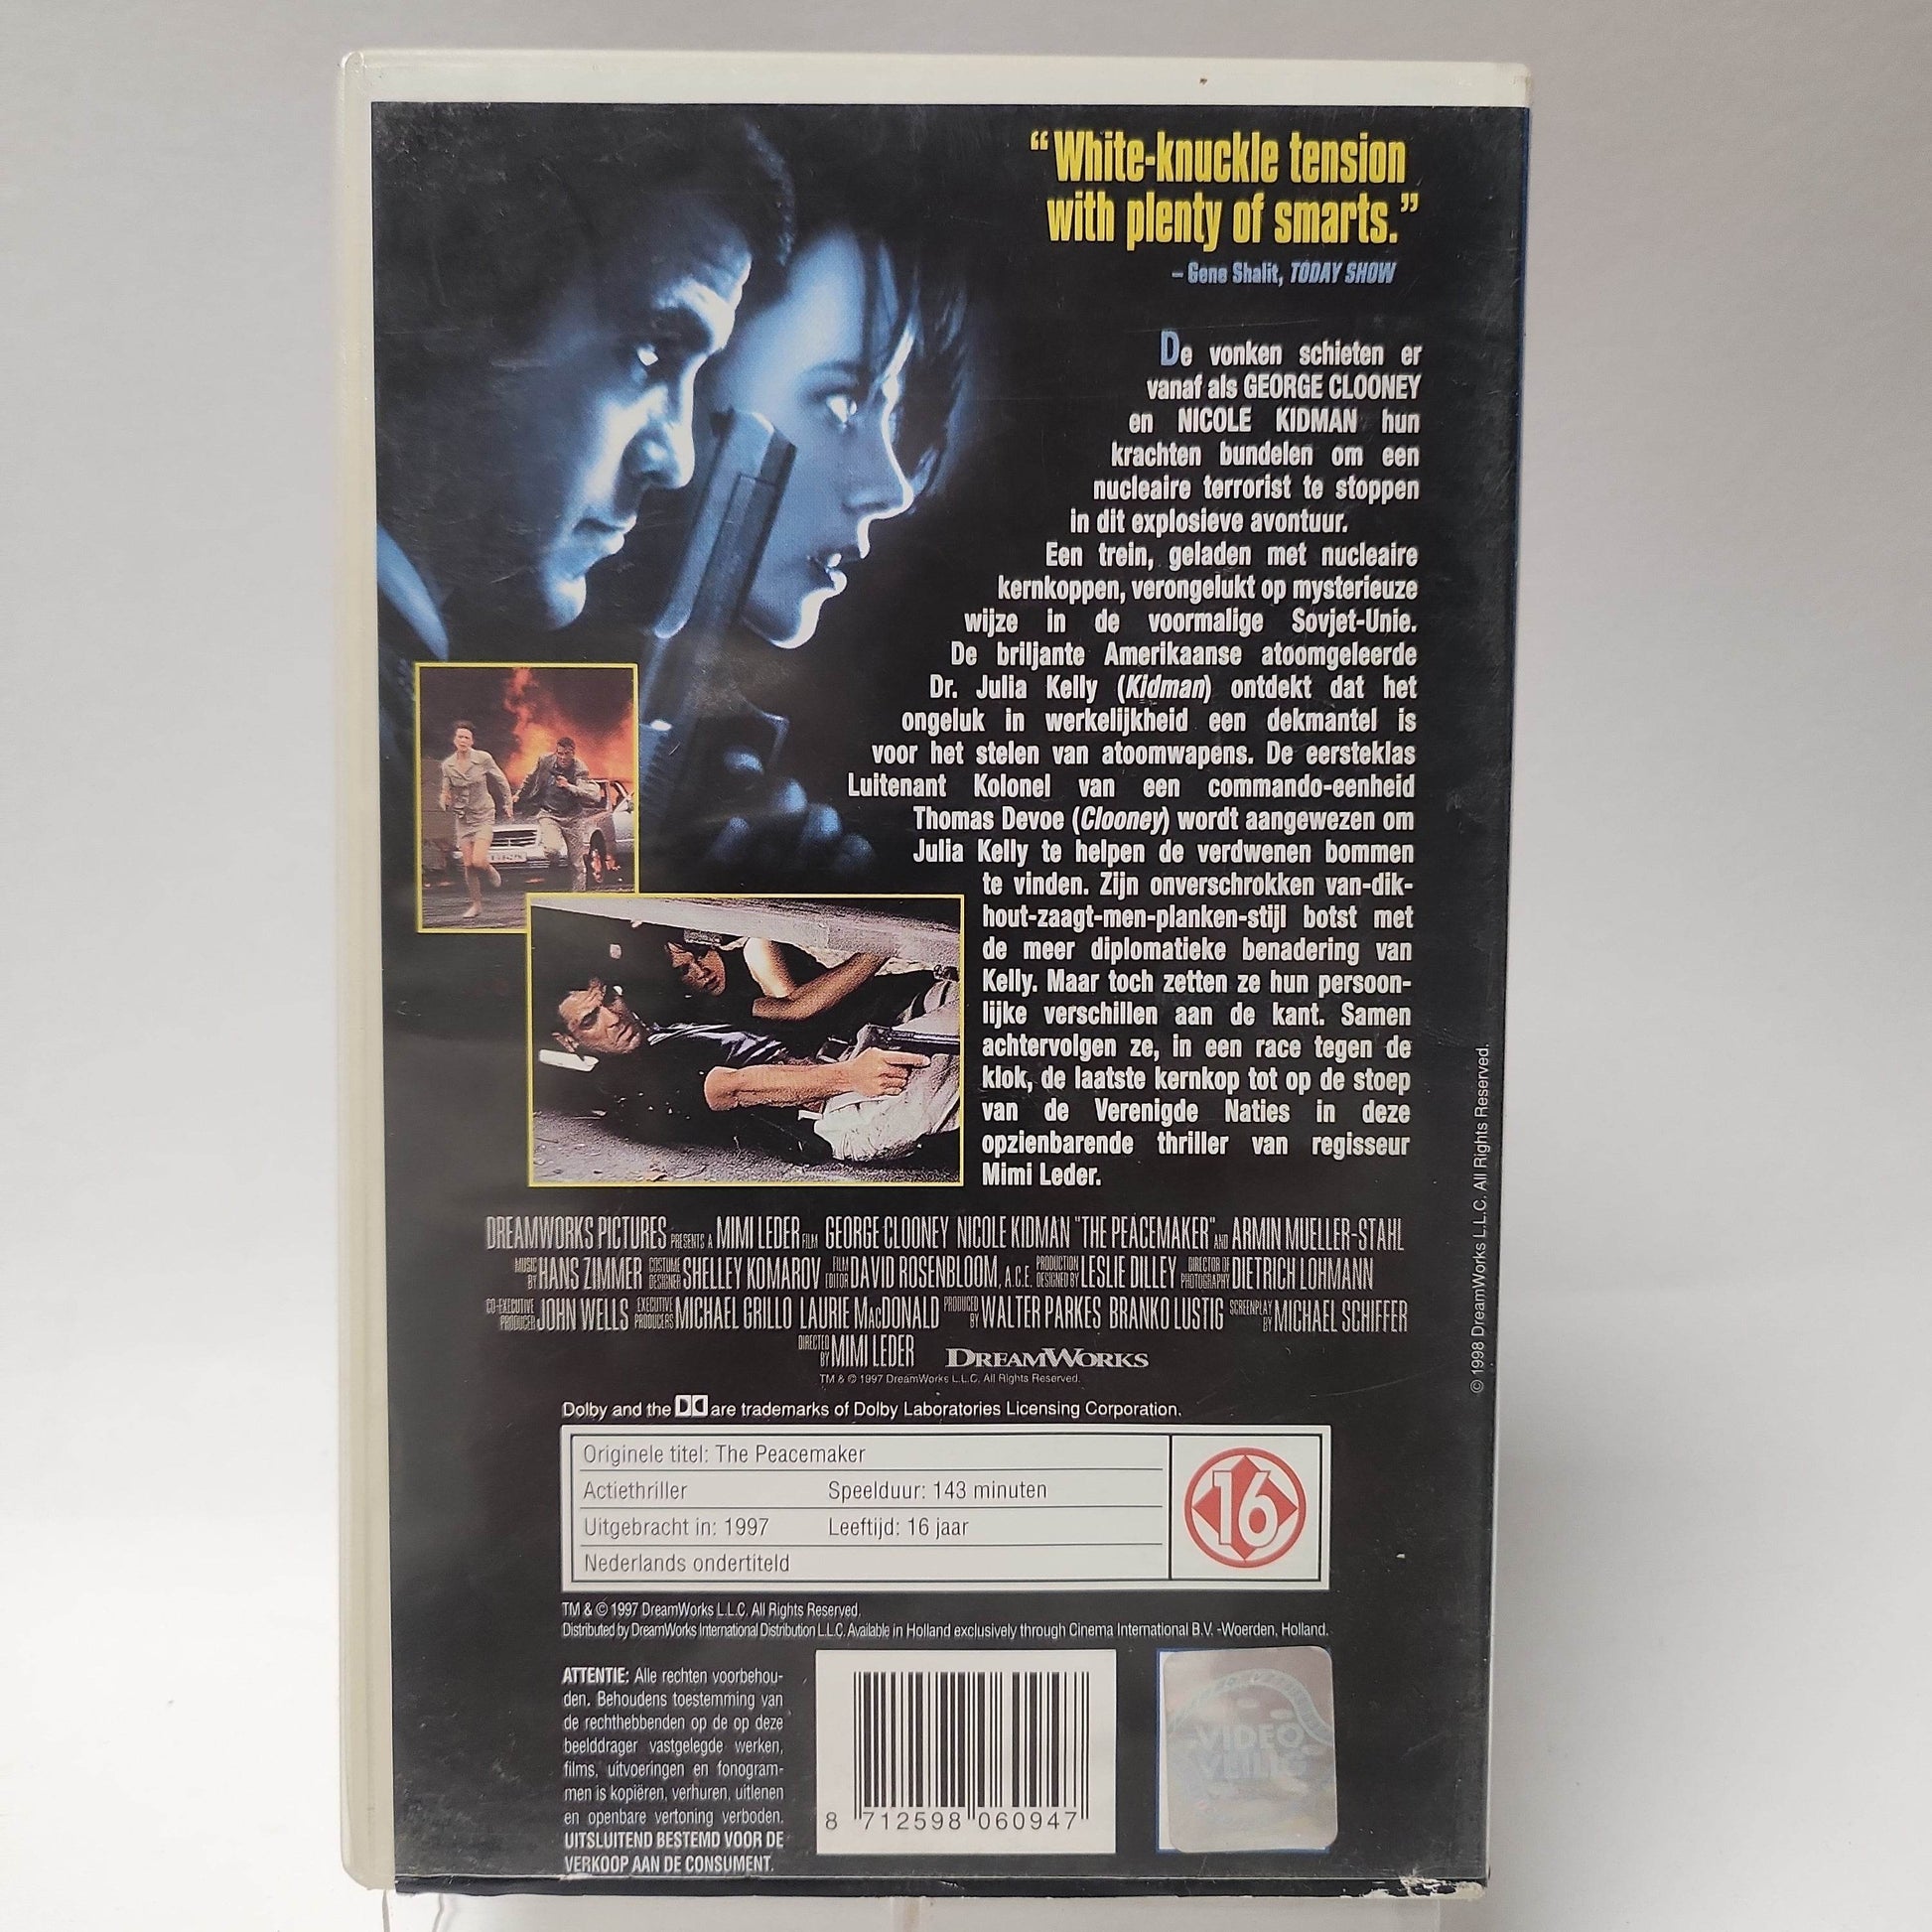 “White-knuckle tension
with plenty of smarts.”
– Gene Shalit, TODAY SHOW
De vonken schieten er
vanaf als GEORGE CLOONEY
en NICOLE KIDMAN hun
krachten bundelen om een
nucleaire terrorist te stoppen
in dit explosieve avontuur.
Een trein, geladen met nucleaire
kernkoppen, verongelukt op mysterieuze
wijze in de voormalige Sovjet-Unie.
De briljante Amerikaanse atoomgeleerde
Dr. Julia Kelly (Kidman) ontdekt dat het
ongeluk in werkelijkheid een dekmantel is
voor het stelen van atoomwapens. De eersteklas
Luitenant Kolonel van een commando-eenheid
Thomas Devoe (Clooney) wordt aangewezen om
Julia Kelly te helpen de verdwenen bommen
te vinden. Zijn onverschrokken van-dik-
hout-zaagt-men-planken-stijl botst met
de meer diplomatieke benadering van
Kelly. Maar toch zetten ze hun persoon-
lijke verschillen aan de kant. Samen
achtervolgen ze, in een race tegen de
klok, de laatste kernkop tot op de stoep
van de Verenigde Naties in deze
opzienbarende thriller van regisseur
Mimi Leder.
DREAMWORKS PICTURES PRESENTS A MIMI LEDER FILM GEORGE CLOONEY NICOLE KIDMAN "THE PEACEMAKER" AND ARMIN MUELLER-STAHL
MUSIC BY HANS ZIMMER COSTUME DESIGNER SHELLEY KOMAROV FILM EDITOR DAVID ROSENBLOOM, A.C.E. PRODUCTION DESIGNED BY LESLIE DILLEY DIRECTOR OF PHOTOGRAPHY DIETRICH LOHMANN
CO-EXECUTIVE PRODUCER JOHN WELLS EXECUTIVE PRODUCERS MICHAEL GRILLO LAURIE MACDONALD PRODUCED BY WALTER PARKES BRANKO LUSTIG SCREENPLAY BY MICHAEL SCHIFFER
DIRECTED BY MIMI LEDER DREAMWORKS
TM & © 1997 DreamWorks L.L.C. All Rights Reserved.
Dolby and the are trademarks of Dolby Laboratories Licensing Corporation.
Originele titel: The Peacemaker
Actiethriller Speelduur: 143 minuten
Uitgebracht in: 1997 Leeftijd: 16 jaar
Nederlands ondertiteld
16
TM & © 1997 DreamWorks L.L.C. All Rights Reserved.
Distributed by DreamWorks International Distribution L.L.C. Available in Holland exclusively through Cinema International B.V. -Woerden, Holland.
ATTENTIE: Alle rechten voorbehou-
den. Behoudens toestemming van
de rechthebbenden op de op deze
beelddrager vastgelegde werken,
films, uitvoeringen en fonogram-
men is kopiëren, verhuren, uitlenen
en openbare vertoning verboden.
UITSLUITEND BESTEMD VOOR DE
VERKOOP AAN DE CONSUMENT.
8 712598 060947
VIDEO
VEILIG
© 1998 DreamWorks L.L.C. All Rights Reserved.